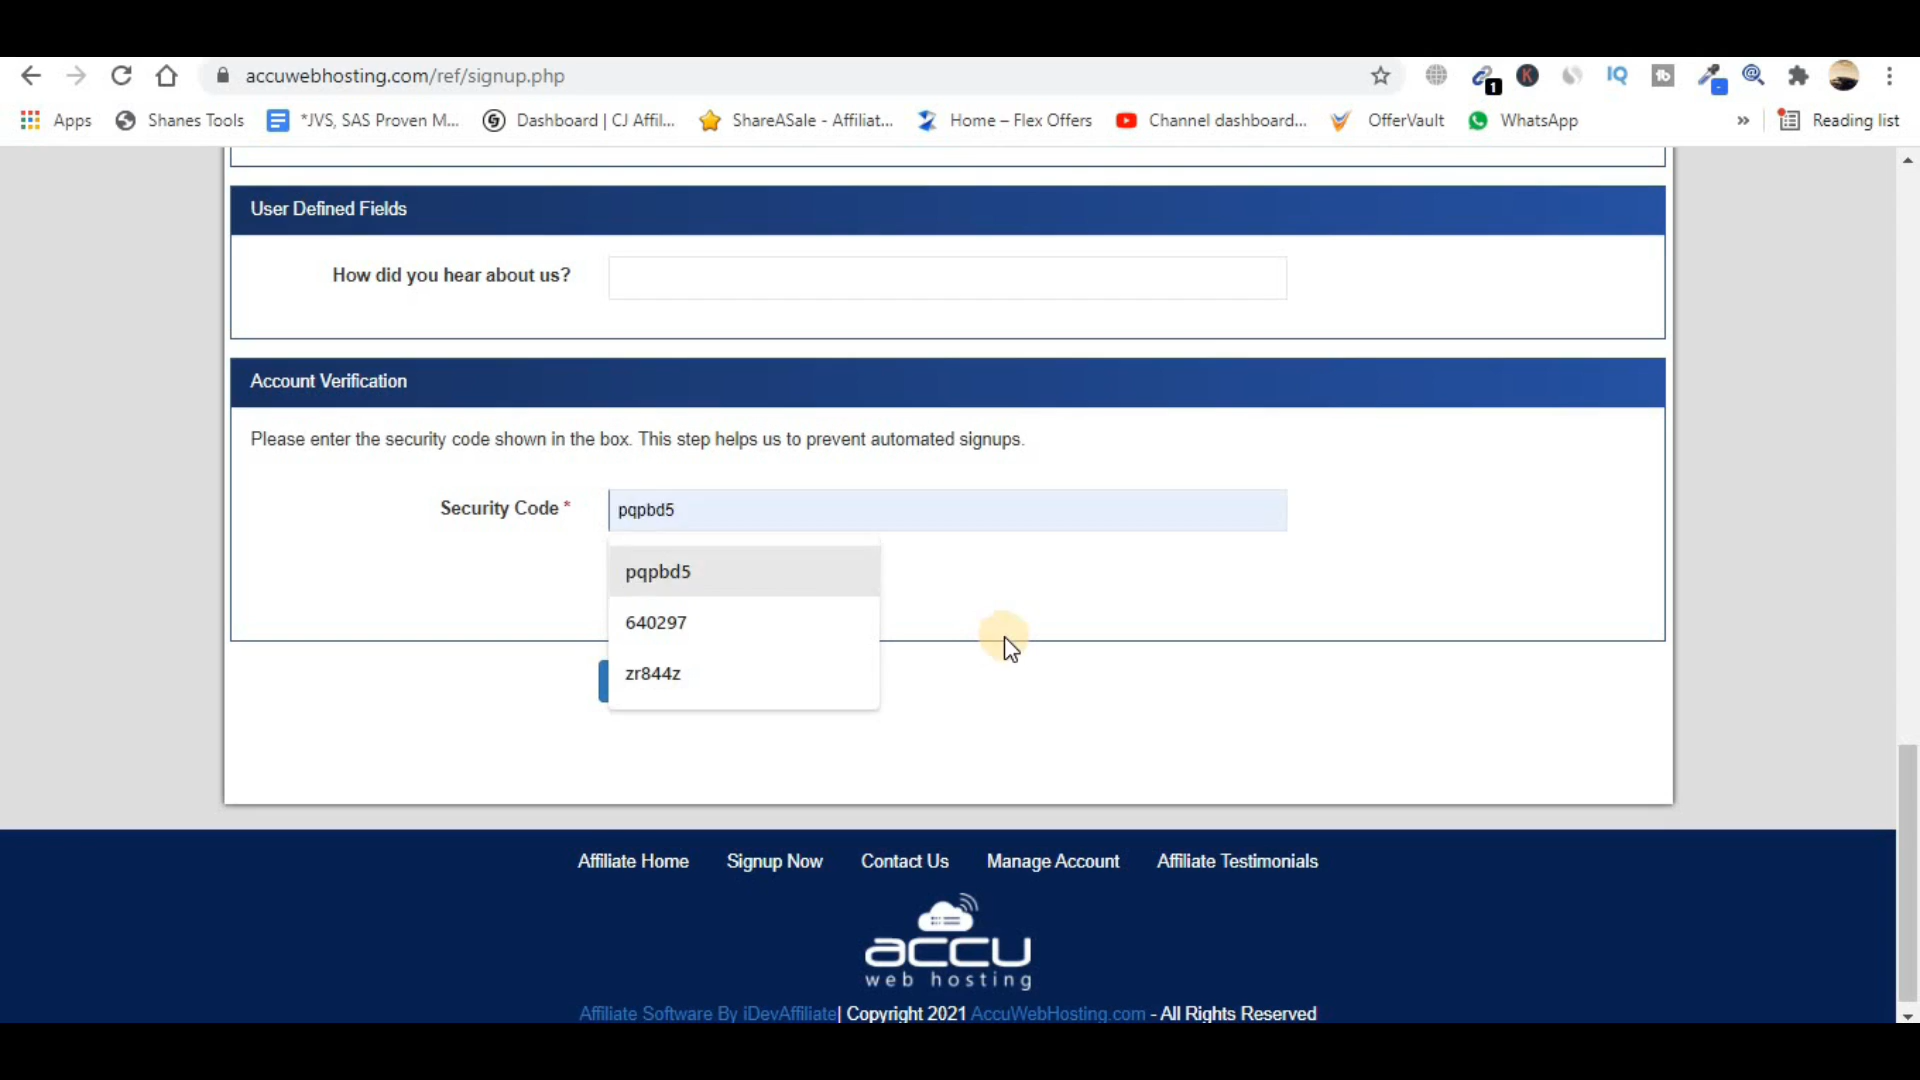 accuwebhosting.com/ref/signup.php
1 K IQ tb
Apps Shanes Tools *JVS, SAS Proven M... Dashboard | CJ Affil... ShareASale - Affiliat... Home – Flex Offers Channel dashboard... OfferVault WhatsApp » Reading list
User Defined Fields
How did you hear about us?
Account Verification
Please enter the security code shown in the box. This step helps us to prevent automated signups.
Security Code * pqpbd5
pqpbd5
640297
zr844z
Affiliate Home Signup Now Contact Us Manage Account Affiliate Testimonials
accu
web hosting
Affiliate Software By iDevAffiliate| Copyright 2021 AccuWebHosting.com - All Rights Reserved